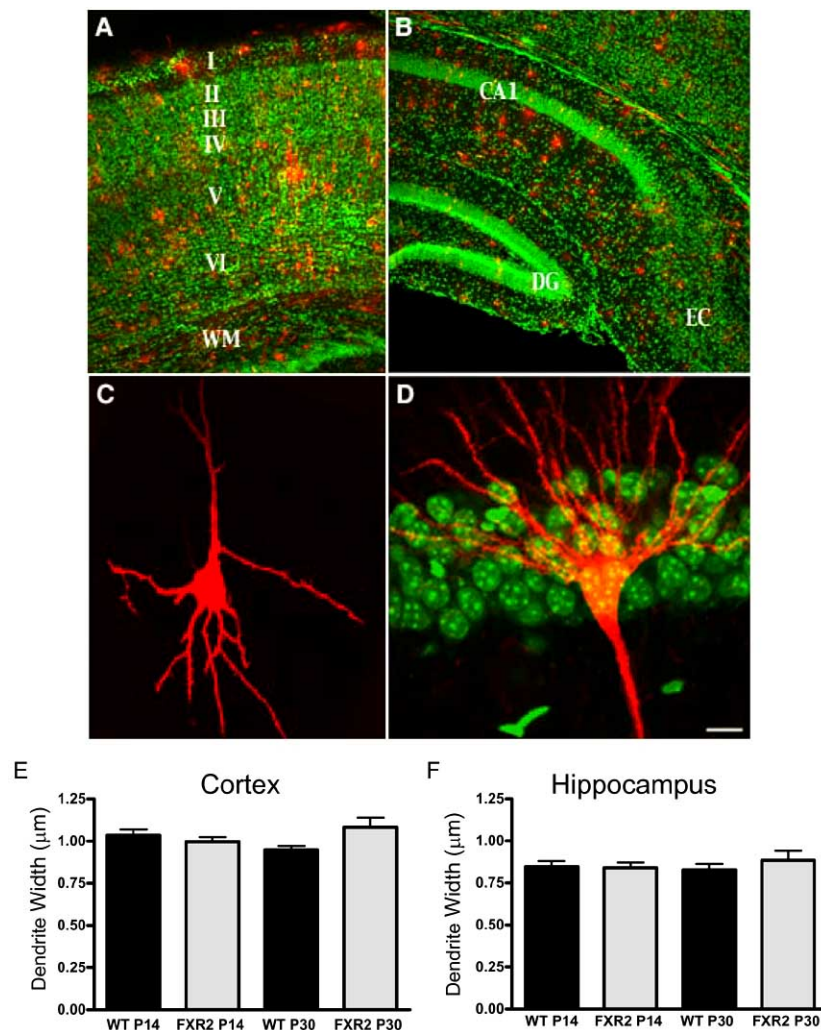 A
I
II
III
IV
V
VI
WM
B
CA1
DG
EC
C
D
E
Cortex
Dendrite Width (μm)
1.25
1.00
0.75
0.50
0.25
0.00
WT P14 FXR2 P14 WT P30 FXR2 P30
F
Hippocampus
Dendrite Width (μm)
1.25
1.00
0.75
0.50
0.25
0.00
WT P14 FXR2 P14 WT P30 FXR2 P30